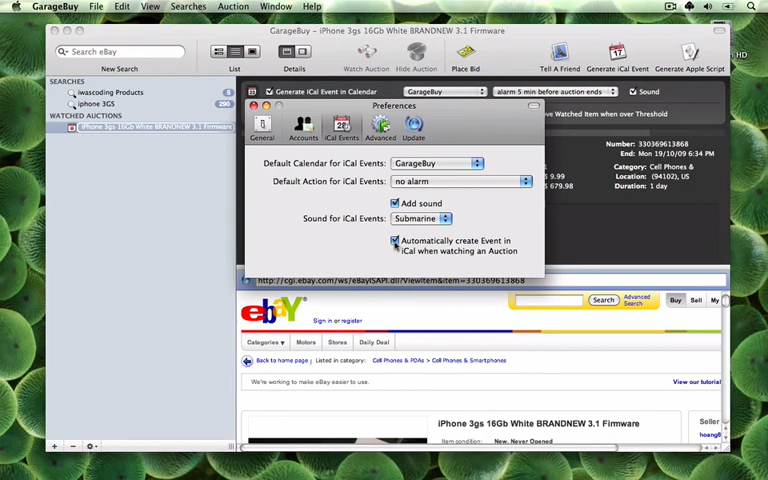 GarageBuy File Edit View Searches Auction Window Help
GarageBuy – iPhone 3gs 16Gb White BRANDNEW 3.1 Firmware
Search eBay
New Search List Details Watch Auction Hide Auction Place Bid Tell A Friend Generate iCal Event Generate Apple Script
SEARCHES
iwascoding Products 8
iphone 3GS 290
WATCHED AUCTIONS
iPhone 3gs 16Gb White BRANDNEW 3.1 Firmware
Generate iCal Event in Calendar GarageBuy alarm 5 min before auction ends Sound
ve Watched Item when over Threshold
Number: 330369613868
End: Mon 19/10/09 6:34 PM
Category: Cell Phones &
Location: (94102), US
Duration: 1 day
$ 9.99
$ 679.98
Preferences
General Accounts iCal Events Advanced Update
Default Calendar for iCal Events: GarageBuy
Default Action for iCal Events: no alarm
Add sound
Sound for iCal Events: Submarine
Automatically create Event in
iCal when watching an Auction
http://cgi.ebay.com/ws/eBayISAPI.dll?ViewItem&item=330369613868
ebaY
Sign in or register
Search Advanced Search
Buy Sell My
Categories Motors Stores Daily Deal
Back to home page Listed in category: Cell Phones & PDAs > Cell Phones & Smartphones
We're working to make eBay easier to use. View our tutorial
iPhone 3gs 16Gb White BRANDNEW 3.1 Firmware
Seller
Item condition: New, Never Opened
hoang8